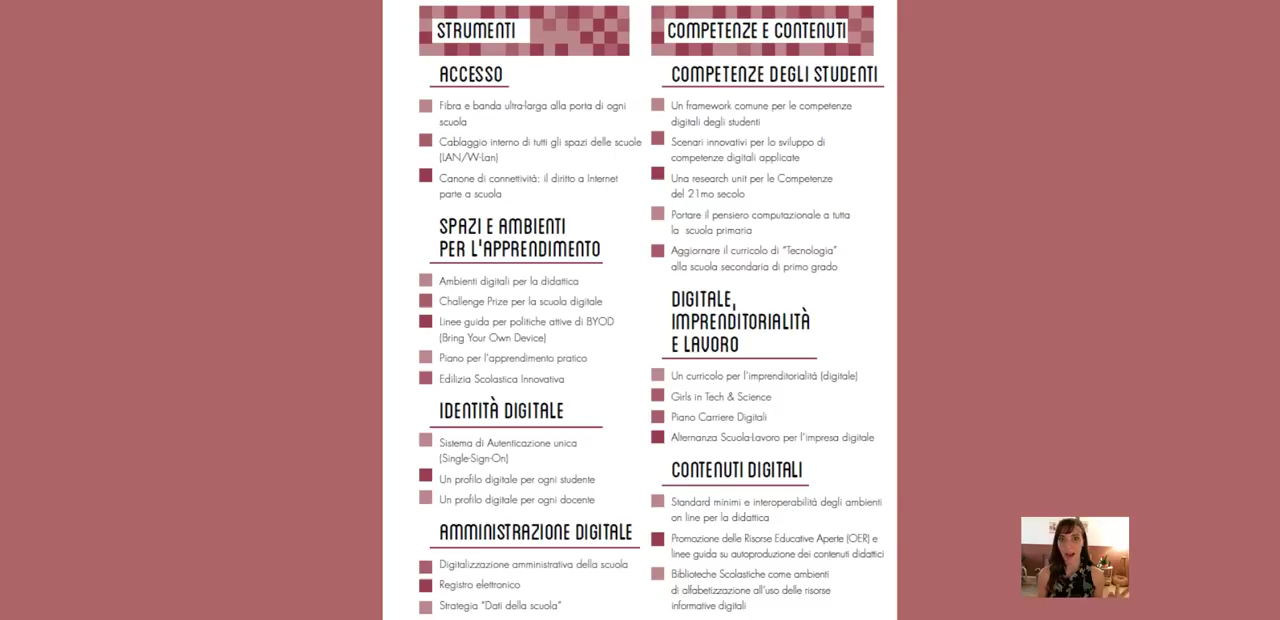 STRUMENTI
ACCESSO
Fibra e banda ultra-larga alla porta di ogni
scuola
Cablaggio interno di tutti gli spazi delle scuole
(LAN/W-Lan)
Canone di connettività: il diritto a Internet
parte a scuola
SPAZI E AMBIENTI
PER L'APPRENDIMENTO
Ambienti digitali per la didattica
Challenge Prize per la scuola digitale
Linee guida per politiche attive di BYOD
(Bring Your Own Device)
Piano per l'apprendimento pratico
Edilizia Scolastica Innovativa
IDENTITÀ DIGITALE
Sistema di Autenticazione unica
(Single-Sign-On)
Un profilo digitale per ogni studente
Un profilo digitale per ogni docente
AMMINISTRAZIONE DIGITALE
Digitalizzazione amministrativa della scuola
Registro elettronico
Strategia "Dati della scuola"
COMPETENZE E CONTENUTI
COMPETENZE DEGLI STUDENTI
Un framework comune per le competenze
digitali degli studenti
Scenari innovativi per lo sviluppo di
competenze digitali applicate
Una research unit per le Competenze
del 21mo secolo
Portare il pensiero computazionale a tutta
la scuola primaria
Aggiornare il curricolo di "Tecnologia"
alla scuola secondaria di primo grado
DIGITALE,
IMPRENDITORIALITÀ
E LAVORO
Un curricolo per l'imprenditorialità (digitale)
Girls in Tech & Science
Piano Carriere Digitali
Alternanza Scuola-Lavoro per l'impresa digitale
CONTENUTI DIGITALI
Standard minimi e interoperabilità degli ambienti
on line per la didattica
Promozione delle Risorse Educative Aperte (OER) e
linee guida su autoproduzione dei contenuti didattici
Biblioteche Scolastiche come ambienti
di alfabetizzazione all'uso delle risorse
informative digitali